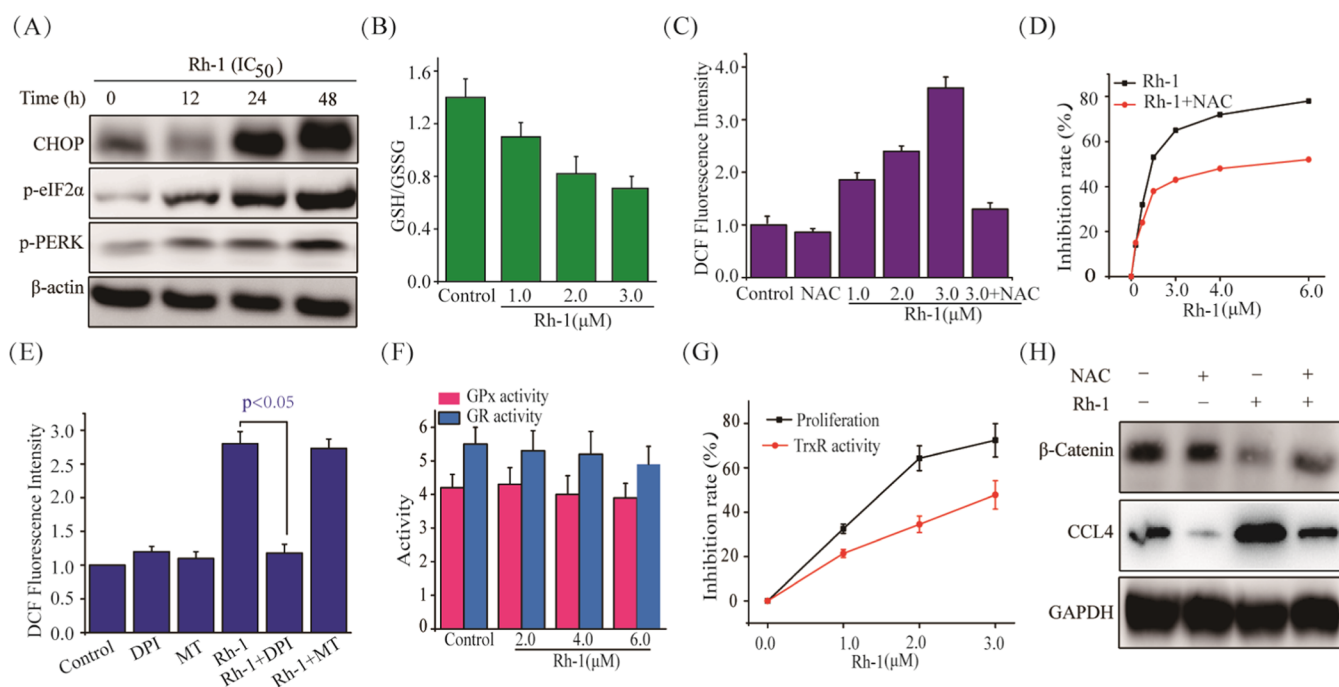 (A)
Rh-1 (IC50)
Time (h) 0 12 24 48
CHOP
p-eIF2α
p-PERK
β-actin
(B)
GSH/GSSG
1.6
1.2
0.8
0.4
0.0
Control 1.0 2.0 3.0
Rh-1(μM)
(C)
DCF Fluorescence Intensity
4.0
3.0
2.0
1.0
0.0
Control NAC 1.0 2.0 3.0 3.0+NAC
Rh-1(μM)
(D)
Rh-1
Rh-1+NAC
Inhibition rate (%)
80
60
40
20
0
0 3.0 4.0 6.0
Rh-1(μM)
(E)
p<0.05
DCF Fluorescence Intensity
3.0
2.5
2.0
1.5
1.0
0.0
Control DPI MT Rh-1 Rh-1+DPI Rh-1+MT
(F)
GPx activity
GR activity
Activity
6
5
4
3
2
1
0
Control 2.0 4.0 6.0
Rh-1(μM)
(G)
Proliferation
TrxR activity
Inhibition rate (%)
80
60
40
20
0
0.0 1.0 2.0 3.0
Rh-1(μM)
(H)
NAC − + − +
Rh-1 − − + +
β-Catenin
CCL4
GAPDH